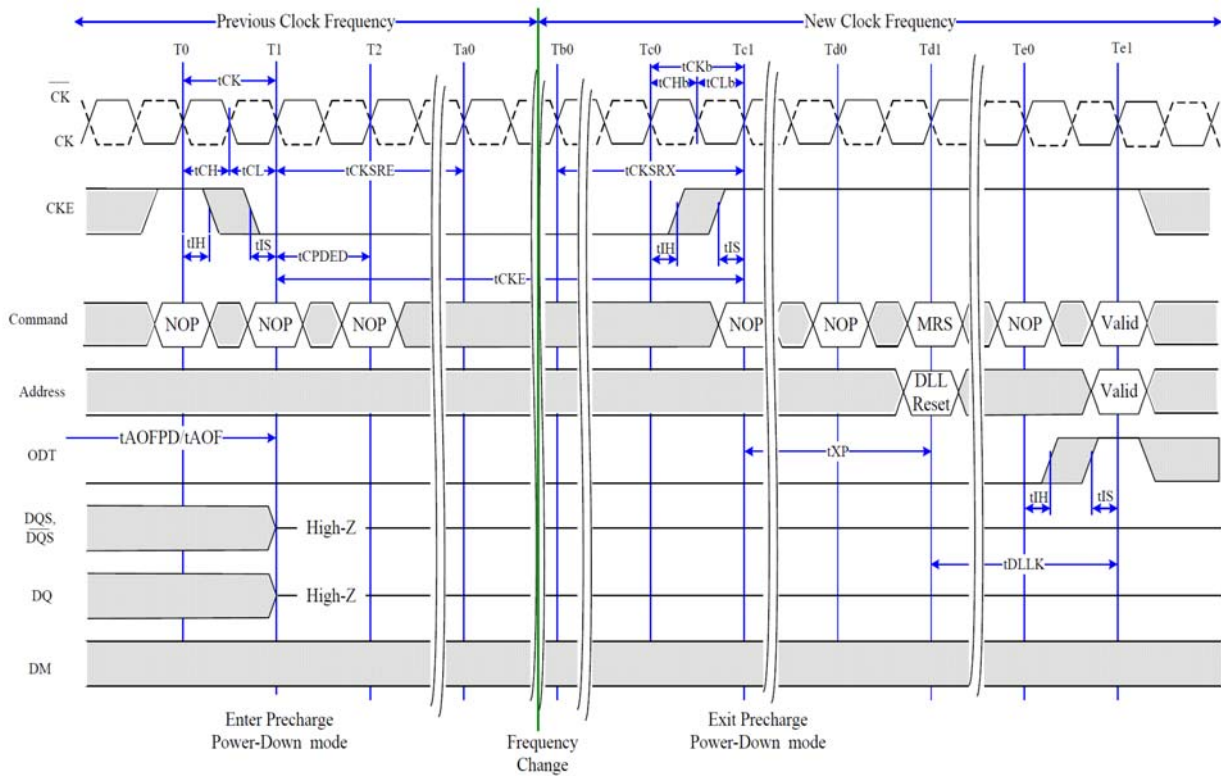 Previous Clock Frequency New Clock Frequency
T0 T1 T2 Ta0 Tb0 Tc0 Tc1 Td0 Td1 Te0 Te1
tCK tCKb
tCHb tCLb
CK
CK
tCH tCL tCKSRE tCKSRX
CKE
tIH tIS tCPDED tIH tIS
tCKE
Command NOP NOP NOP NOP NOP MRS NOP Valid
Address DLL Reset Valid
tAOFPD/tAOF
ODT tXP
tIH tIS
DQS, DQS High-Z
tDLLK
DQ High-Z
DM
Enter Precharge Power-Down mode
Frequency Change
Exit Precharge Power-Down mode